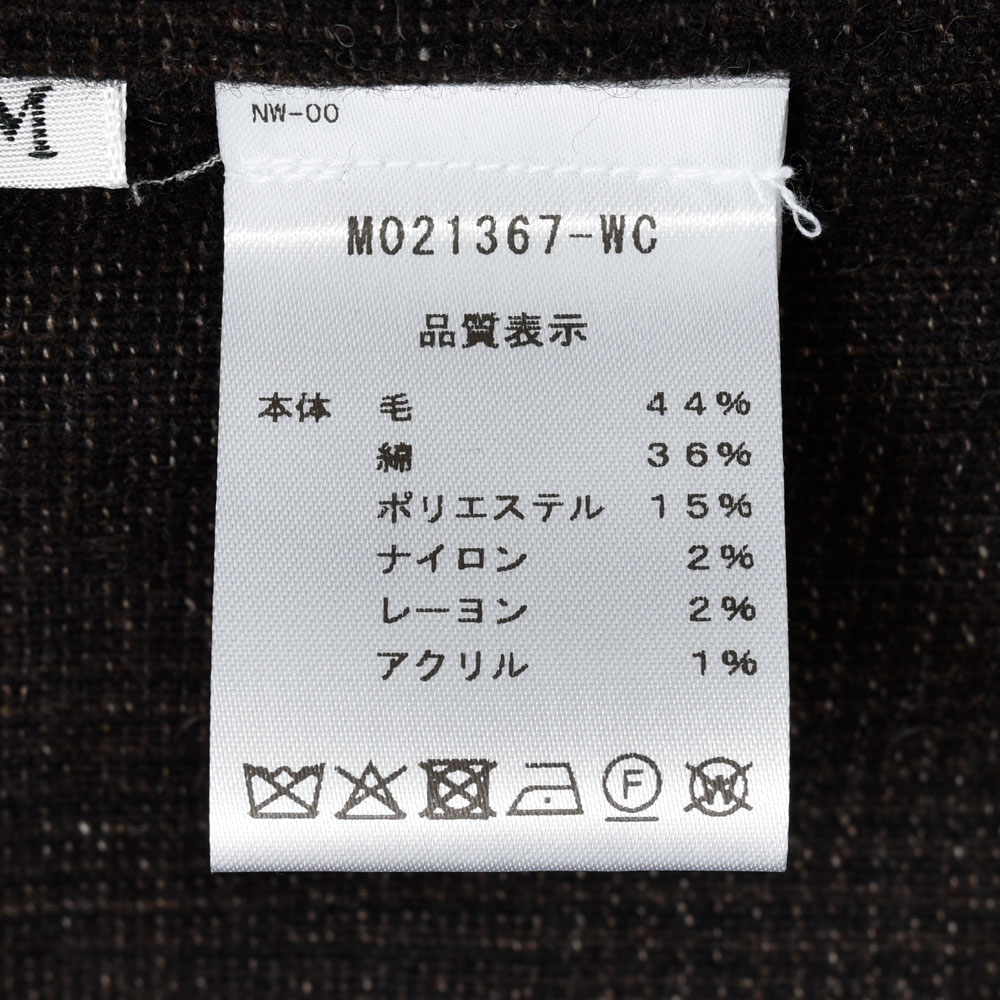 M
NW-00
M021367-WC
品質表示
本体 毛 44%
綿 36%
ポリエステル 15%
ナイロン 2%
レーヨン 2%
アクリル 1%
F W